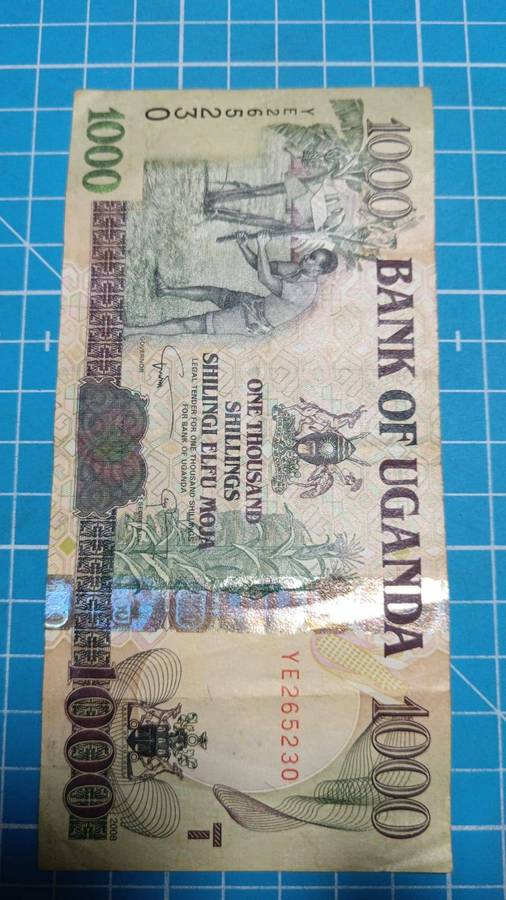 1000
BANK OF UGANDA
1000
YE265230
YE265230
ONE THOUSAND
SHILLINGS
SHILINGI ELFU MOJA
LEGAL TENDER FOR ONE THOUSAND SHILLINGS
FOR BANK OF UGANDA
GOVERNOR
1000
1000
2008